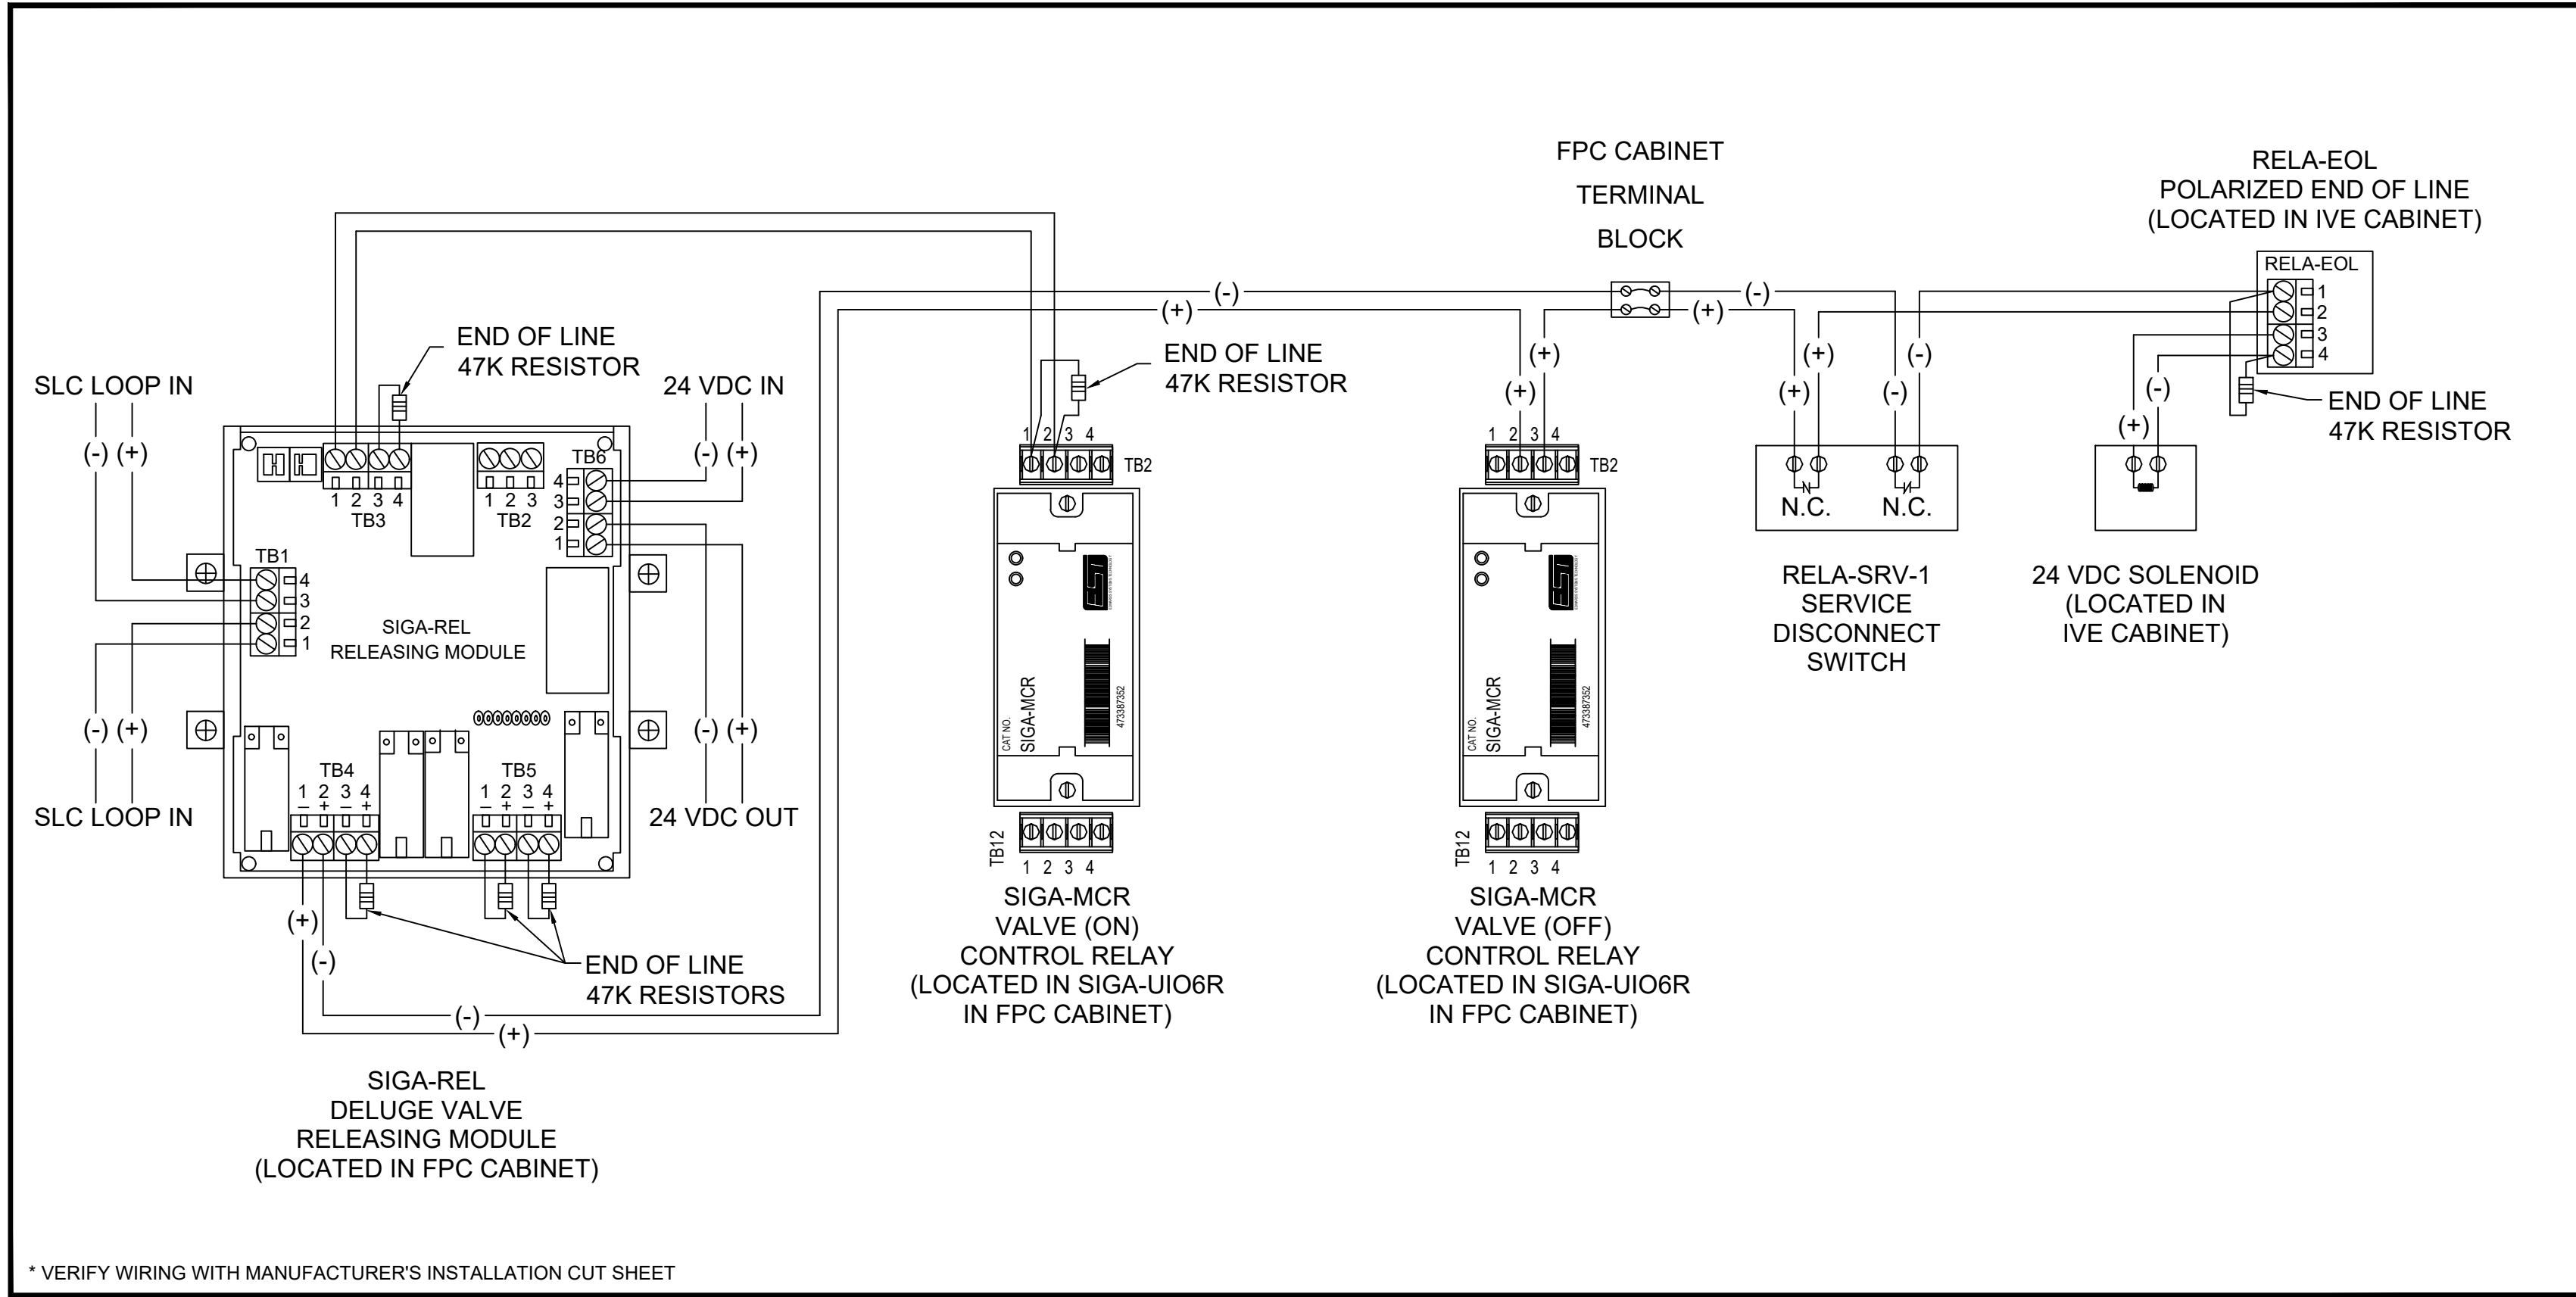 FPC CABINET
TERMINAL
BLOCK
RELA-EOL
POLARIZED END OF LINE
(LOCATED IN IVE CABINET)
RELA-EOL
1
2
3
4
(-)
(+)
(-)
(+)
END OF LINE
47K RESISTOR
END OF LINE
47K RESISTOR
(+)
(+)
(+)
(+)
(-)
(-)
(+)
(-)
END OF LINE
47K RESISTOR
SLC LOOP IN
(-) (+)
24 VDC IN
(-) (+)
1 2 3 4
TB3
1 2 3
TB2
TB6
4
3
2
1
TB1
4
3
2
1
SIGA-REL
RELEASING MODULE
(-) (+)
SLC LOOP IN
(-) (+)
24 VDC OUT
TB4
1 2 3 4
– + – +
TB5
1 2 3 4
– + – +
(+)
(-)
END OF LINE
47K RESISTORS
(-)
(+)
SIGA-REL
DELUGE VALVE
RELEASING MODULE
(LOCATED IN FPC CABINET)
1 2 3 4
TB2
EST
CAT NO.
SIGA-MCR
473387352
TB12
1 2 3 4
SIGA-MCR
VALVE (ON)
CONTROL RELAY
(LOCATED IN SIGA-UIO6R
IN FPC CABINET)
1 2 3 4
TB2
EST
CAT NO.
SIGA-MCR
473387352
TB12
1 2 3 4
SIGA-MCR
VALVE (OFF)
CONTROL RELAY
(LOCATED IN SIGA-UIO6R
IN FPC CABINET)
N.C.
N.C.
RELA-SRV-1
SERVICE
DISCONNECT
SWITCH
24 VDC SOLENOID
(LOCATED IN
IVE CABINET)
* VERIFY WIRING WITH MANUFACTURER'S INSTALLATION CUT SHEET